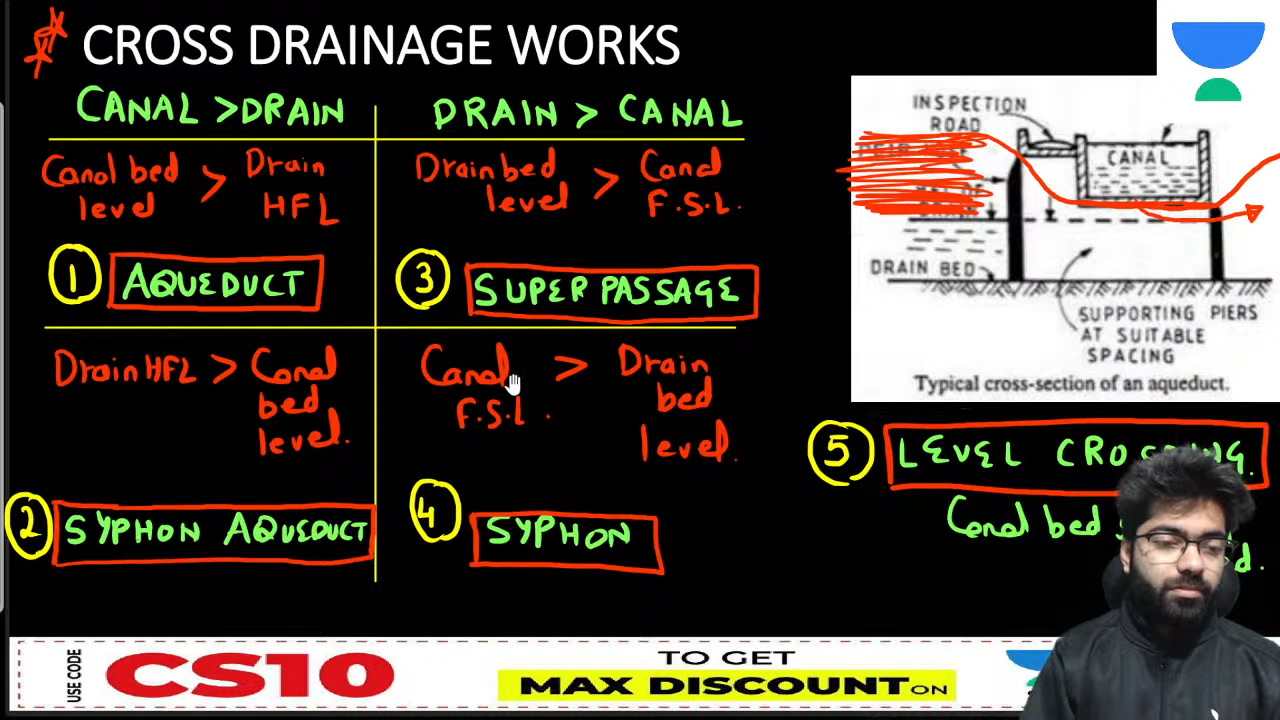 CROSS DRAINAGE WORKS
CANAL > DRAIN
Canal bed
level
>
Drain
HFL
1
AQUEDUCT
Drain HFL > Canal
bed
level.
2
SYPHON AQUEDUCT
DRAIN > CANAL
Drain bed
level
>
Canal
F.S.L.
3
SUPER PASSAGE
Canal
F.S.L.
>
Drain
bed
level.
4
SYPHON
INSPECTION
ROAD
CANAL
DRAIN BED
SUPPORTING PIERS
AT SUITABLE
SPACING
Typical cross-section of an aqueduct.
5
LEVEL CROSSING.
Canal bed
USE CODE
CS10
TO GET
MAX DISCOUNT ON